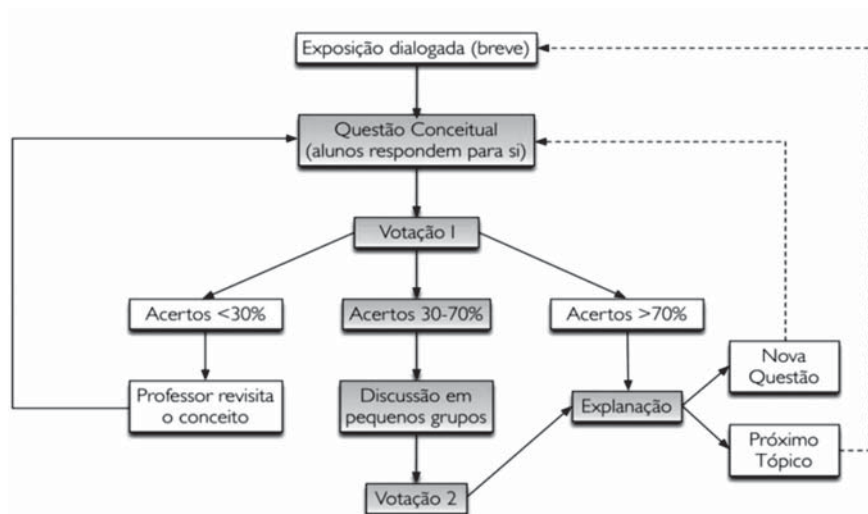 Exposição dialogada (breve)
Questão Conceitual
(alunos respondem para si)
Votação 1
Acertos <30%
Acertos 30-70%
Acertos >70%
Professor revisita
o conceito
Discussão em
pequenos grupos
Explanação
Nova
Questão
Próximo
Tópico
Votação 2